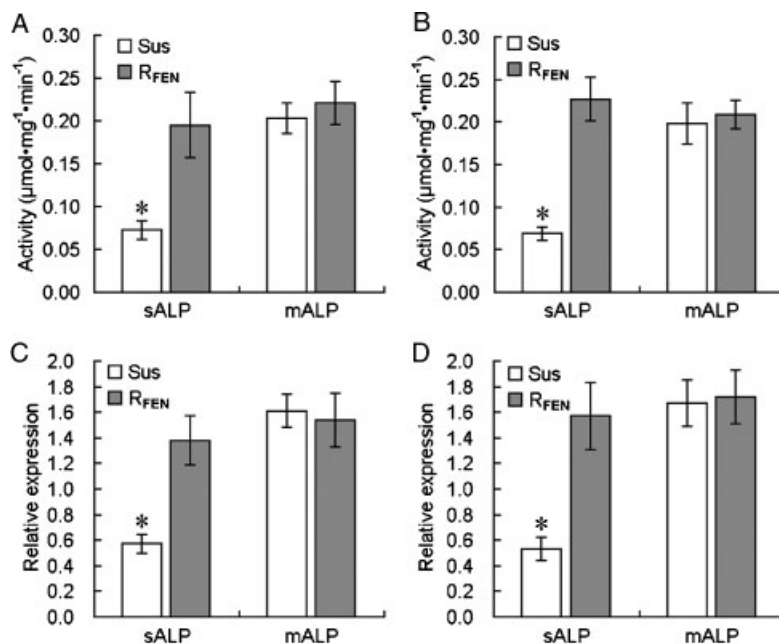 A
Activity (µmol•mg⁻¹•min⁻¹)
0.30
0.25
0.20
0.15
0.10
0.05
0.00
Sus
R_FEN
*
sALP mALP
B
Activity (µmol•mg⁻¹•min⁻¹)
0.30
0.25
0.20
0.15
0.10
0.05
0.00
Sus
R_FEN
*
sALP mALP
C
Relative expression
2.0
1.8
1.6
1.4
1.2
1.0
0.8
0.6
0.4
0.2
0.0
Sus
R_FEN
*
sALP mALP
D
Relative expression
2.0
1.8
1.6
1.4
1.2
1.0
0.8
0.6
0.4
0.2
0.0
Sus
R_FEN
*
sALP mALP